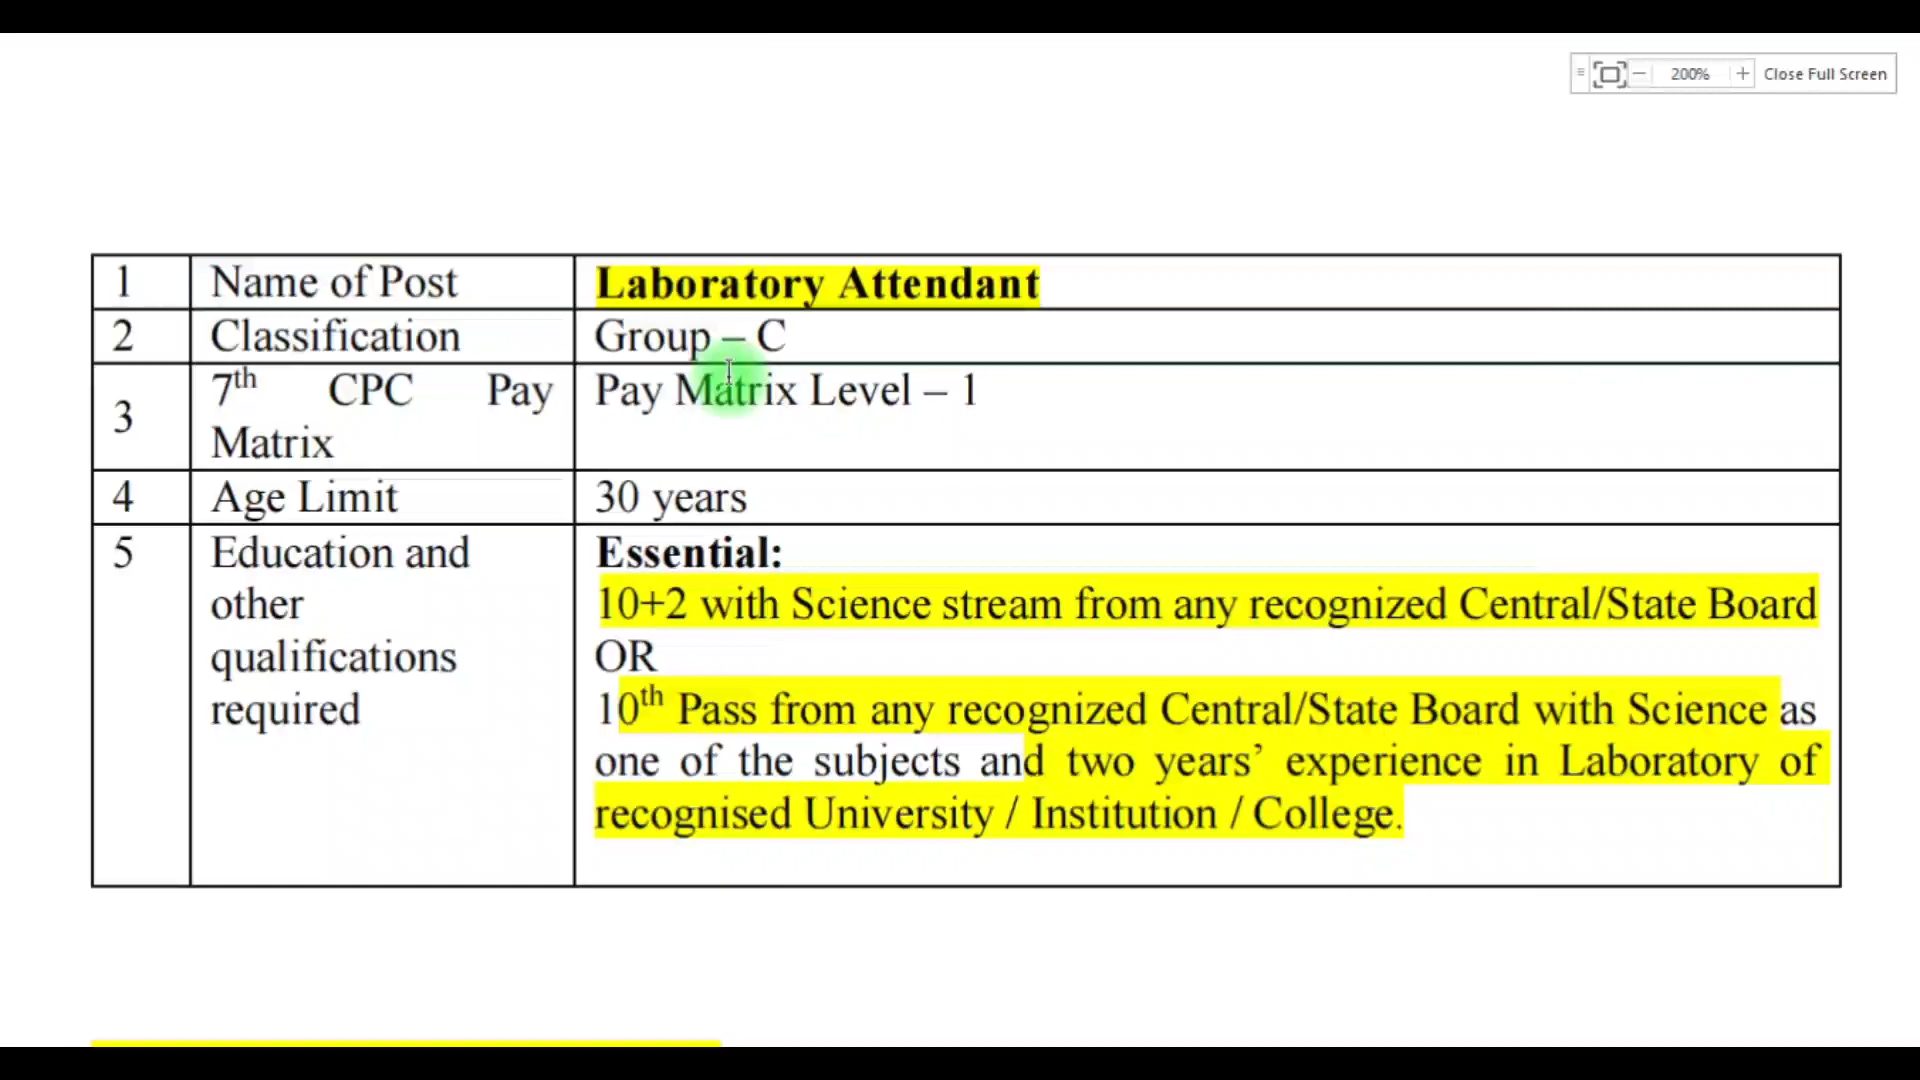 200%
Close Full Screen
1 Name of Post Laboratory Attendant
2 Classification Group – C
3 7th CPC Pay Matrix Pay Matrix Level – 1
4 Age Limit 30 years
5 Education and
other
qualifications
required
Essential:
10+2 with Science stream from any recognized Central/State Board
OR
10th Pass from any recognized Central/State Board with Science as
one of the subjects and two years’ experience in Laboratory of
recognised University / Institution / College.